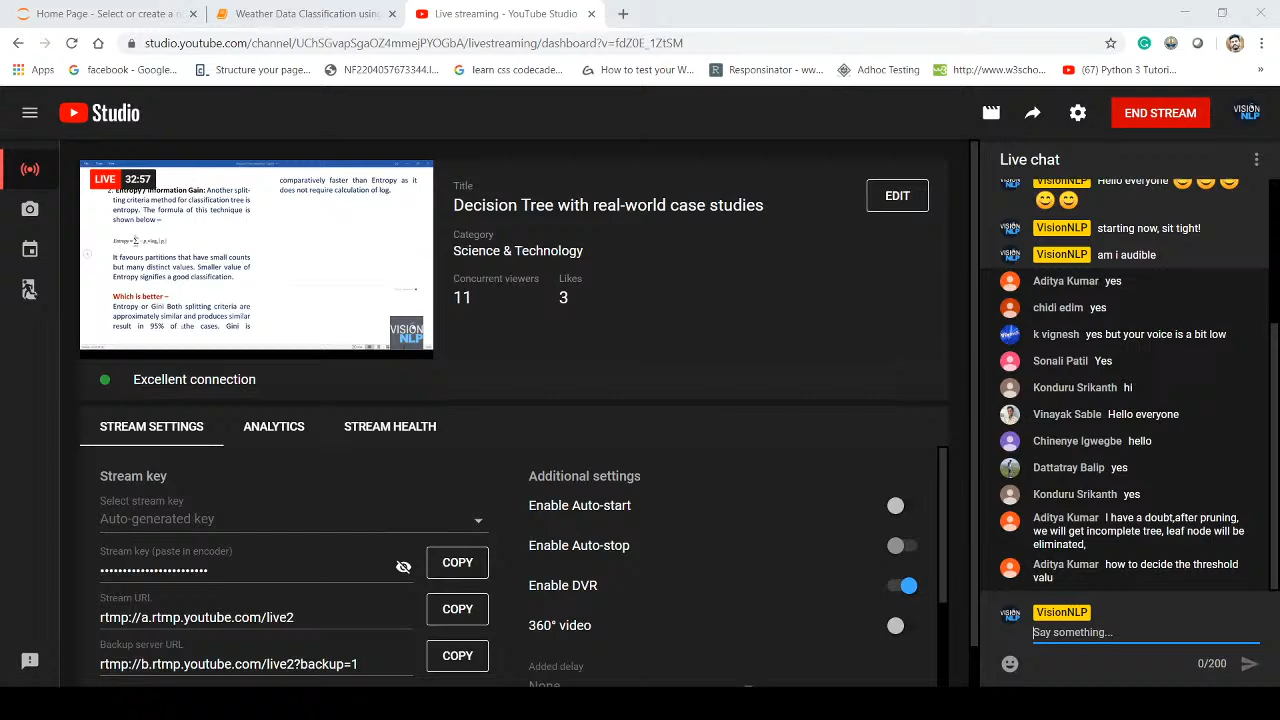 Home Page - Select or create a n
Weather Data Classification using
Live streaming - YouTube Studio
studio.youtube.com/channel/UChSGvapSgaOZ4mmejPYOGbA/livestreaming/dashboard?v=fdZ0E_1ZtSM
Apps
facebook - Google...
Structure your page...
NF2204057673344.I...
learn css codecade...
How to test your W...
Responsinator - ww...
Adhoc Testing
http://www.w3scho...
(67) Python 3 Tutori...
Studio
END STREAM
VISION
NLP
LIVE 32:57
2. Entropy / Information Gain: Another split-
ting criteria method for classification tree is
entropy. The formula of this technique is
shown below –
It favours partitions that have small counts
but many distinct values. Smaller value of
Entropy signifies a good classification.
Which is better –
Entropy or Gini Both splitting criteria are
approximately similar and produces similar
result in 95% of the cases. Gini is
comparatively faster than Entropy as it
does not require calculation of log.
VISION
NLP
Title
Decision Tree with real-world case studies
EDIT
Category
Science & Technology
Concurrent viewers
Likes
11
3
Excellent connection
STREAM SETTINGS
ANALYTICS
STREAM HEALTH
Stream key
Select stream key
Auto-generated key
Stream key (paste in encoder)
COPY
Stream URL
rtmp://a.rtmp.youtube.com/live2
COPY
Backup server URL
rtmp://b.rtmp.youtube.com/live2?backup=1
COPY
Additional settings
Enable Auto-start
Enable Auto-stop
Enable DVR
360° video
Added delay
None
Live chat
VisionNLP Hello everyone
VisionNLP starting now, sit tight!
VisionNLP am i audible
Aditya Kumar yes
chidi edim yes
k vignesh yes but your voice is a bit low
Sonali Patil Yes
Konduru Srikanth hi
Vinayak Sable Hello everyone
Chinenye Igwegbe hello
Dattatray Balip yes
Konduru Srikanth yes
Aditya Kumar I have a doubt,after pruning,
we will get incomplete tree, leaf node will be
eliminated,
Aditya Kumar how to decide the threshold
valu
VisionNLP
Say something...
0/200